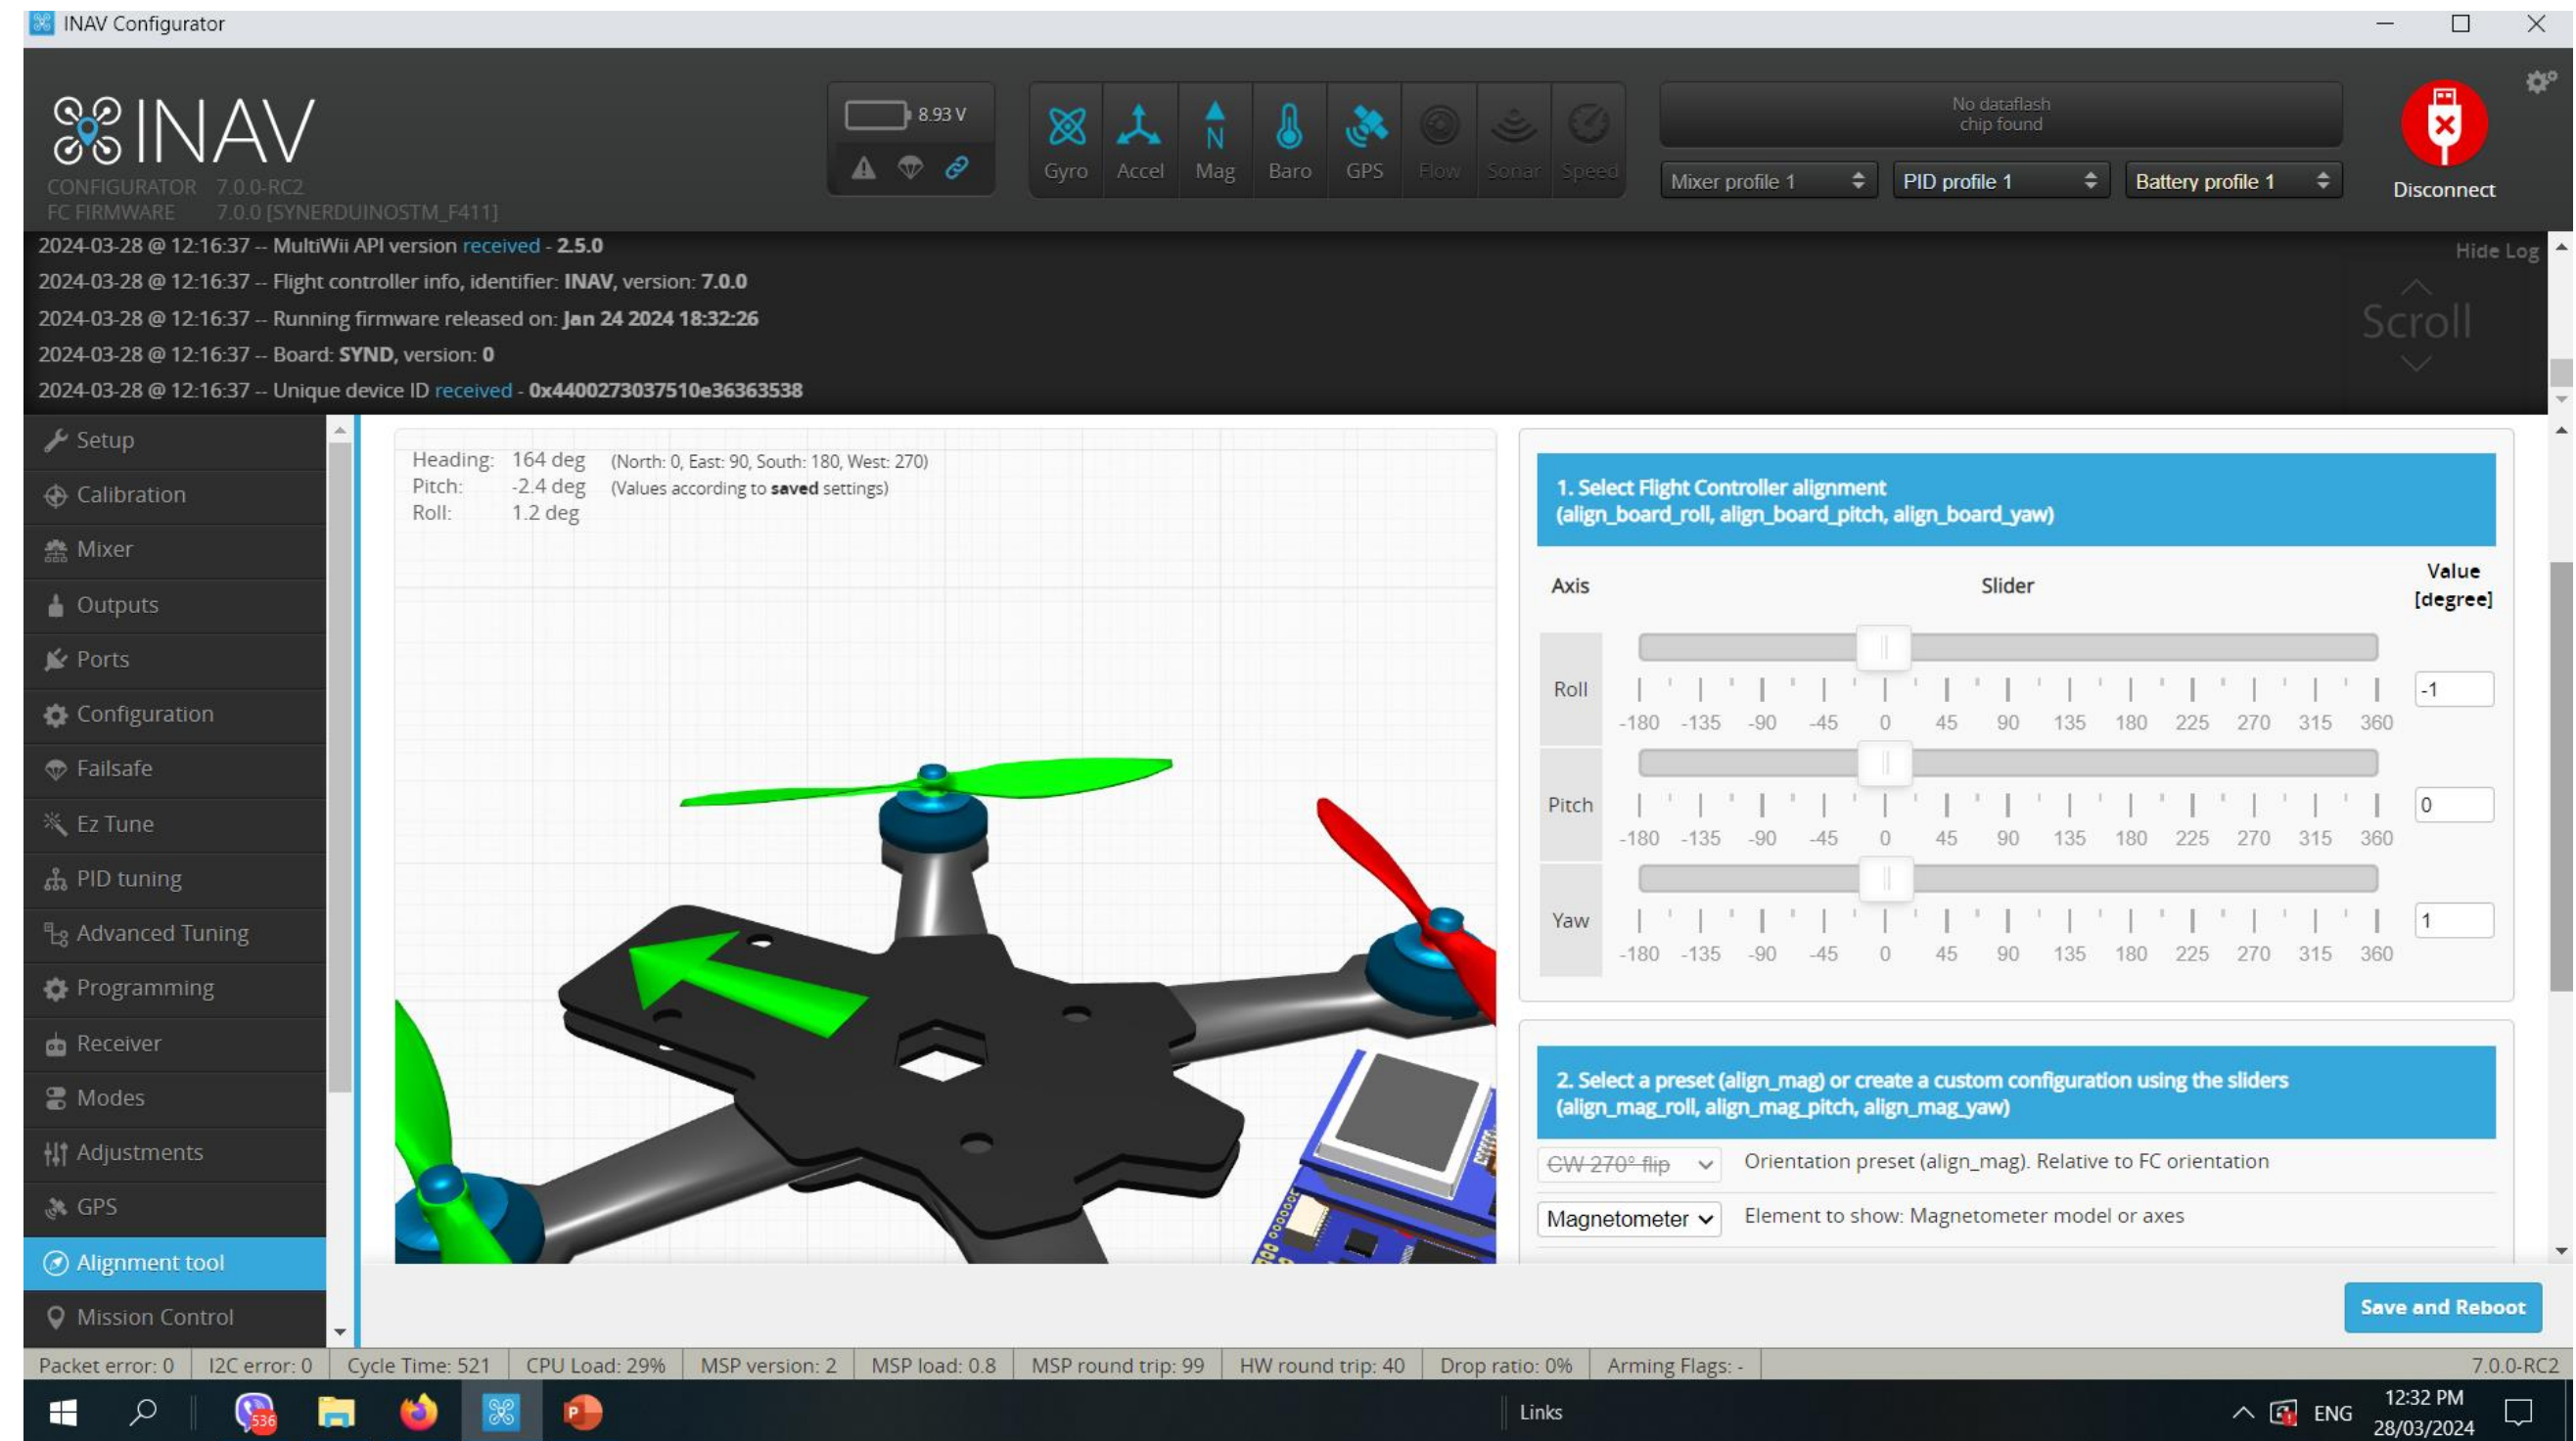 INAV Configurator
INAV
CONFIGURATOR 7.0.0-RC2
FC FIRMWARE 7.0.0 [SYNERDUINOSTM_F411]
8.93 V
Gyro Accel Mag Baro GPS Flow Sonar Speed
N
No dataflash
chip found
Mixer profile 1 PID profile 1 Battery profile 1
Disconnect
2024-03-28 @ 12:16:37 -- MultiWii API version received - 2.5.0
2024-03-28 @ 12:16:37 -- Flight controller info, identifier: INAV, version: 7.0.0
2024-03-28 @ 12:16:37 -- Running firmware released on: Jan 24 2024 18:32:26
2024-03-28 @ 12:16:37 -- Board: SYND, version: 0
2024-03-28 @ 12:16:37 -- Unique device ID received - 0x4400273037510e36363538
Hide Log
Scroll
Setup
Calibration
Mixer
Outputs
Ports
Configuration
Failsafe
Ez Tune
PID tuning
Advanced Tuning
Programming
Receiver
Modes
Adjustments
GPS
Alignment tool
Mission Control
Heading: 164 deg (North: 0, East: 90, South: 180, West: 270)
Pitch: -2.4 deg (Values according to saved settings)
Roll: 1.2 deg
1. Select Flight Controller alignment
(align_board_roll, align_board_pitch, align_board_yaw)
Axis Slider Value
[degree]
Roll -1
-180 -135 -90 -45 0 45 90 135 180 225 270 315 360
Pitch 0
-180 -135 -90 -45 0 45 90 135 180 225 270 315 360
Yaw 1
-180 -135 -90 -45 0 45 90 135 180 225 270 315 360
2. Select a preset (align_mag) or create a custom configuration using the sliders
(align_mag_roll, align_mag_pitch, align_mag_yaw)
CW 270° flip Orientation preset (align_mag). Relative to FC orientation
Magnetometer Element to show: Magnetometer model or axes
Save and Reboot
Packet error: 0 I2C error: 0 Cycle Time: 521 CPU Load: 29% MSP version: 2 MSP load: 0.8 MSP round trip: 99 HW round trip: 40 Drop ratio: 0% Arming Flags: - 7.0.0-RC2
536
P
Links
ENG
12:32 PM
28/03/2024